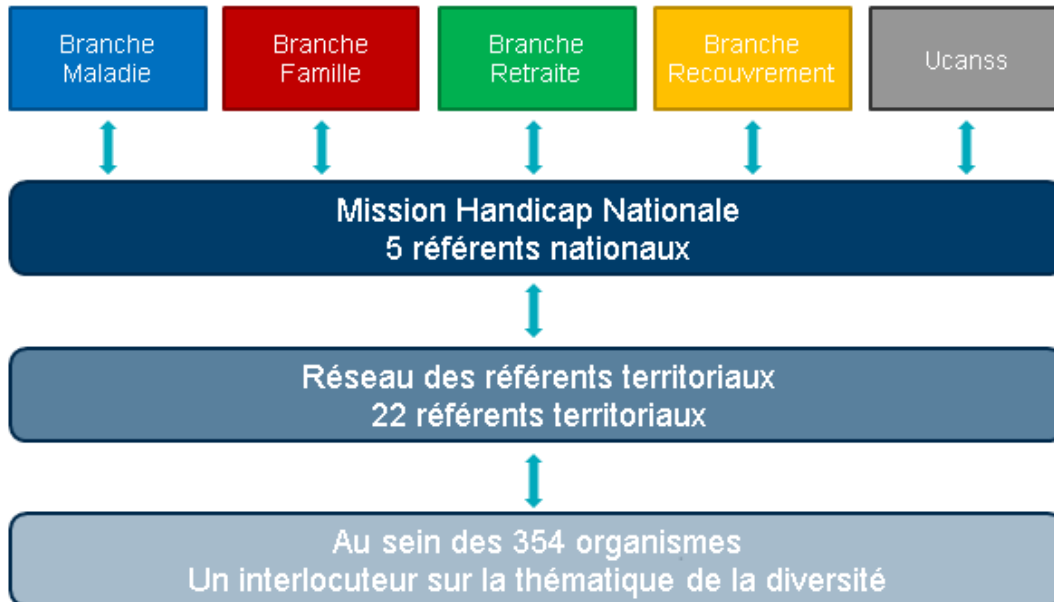 Branche
Maladie
Branche
Famille
Branche
Retraite
Branche
Recouvrement
Ucanss
Mission Handicap Nationale
5 référents nationaux
Réseau des référents territoriaux
22 référents territoriaux
Au sein des 354 organismes
Un interlocuteur sur la thématique de la diversité